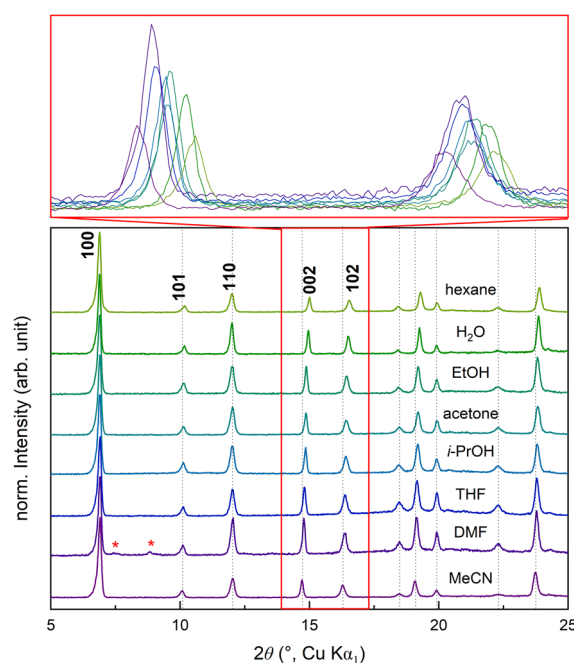 100
101
110
002
102
hexane
H₂O
EtOH
acetone
i-PrOH
THF
* *
DMF
MeCN
norm. Intensity (arb. unit)
5 10 15 20 25
2θ (°, Cu Kα₁)